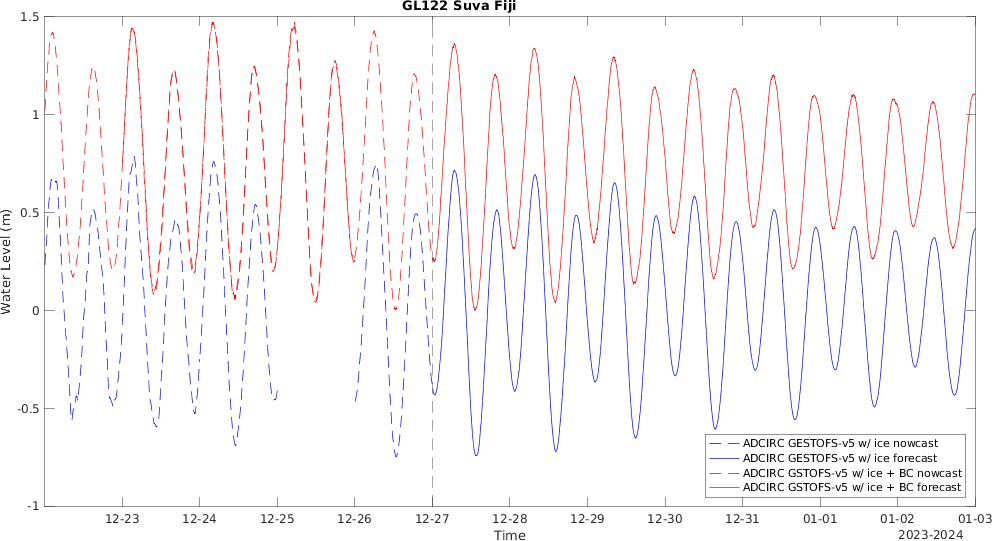 GL122 Suva Fiji
1.5
1
0.5
0
-0.5
-1
Water Level (m)
12-23 12-24 12-25 12-26 12-27 12-28 12-29 12-30 12-31 01-01 01-02 01-03
Time
2023-2024
ADCIRC GESTOFS-v5 w/ ice nowcast
ADCIRC GESTOFS-v5 w/ ice forecast
ADCIRC GSTOFS-v5 w/ ice + BC nowcast
ADCIRC GSTOFS-v5 w/ ice + BC forecast